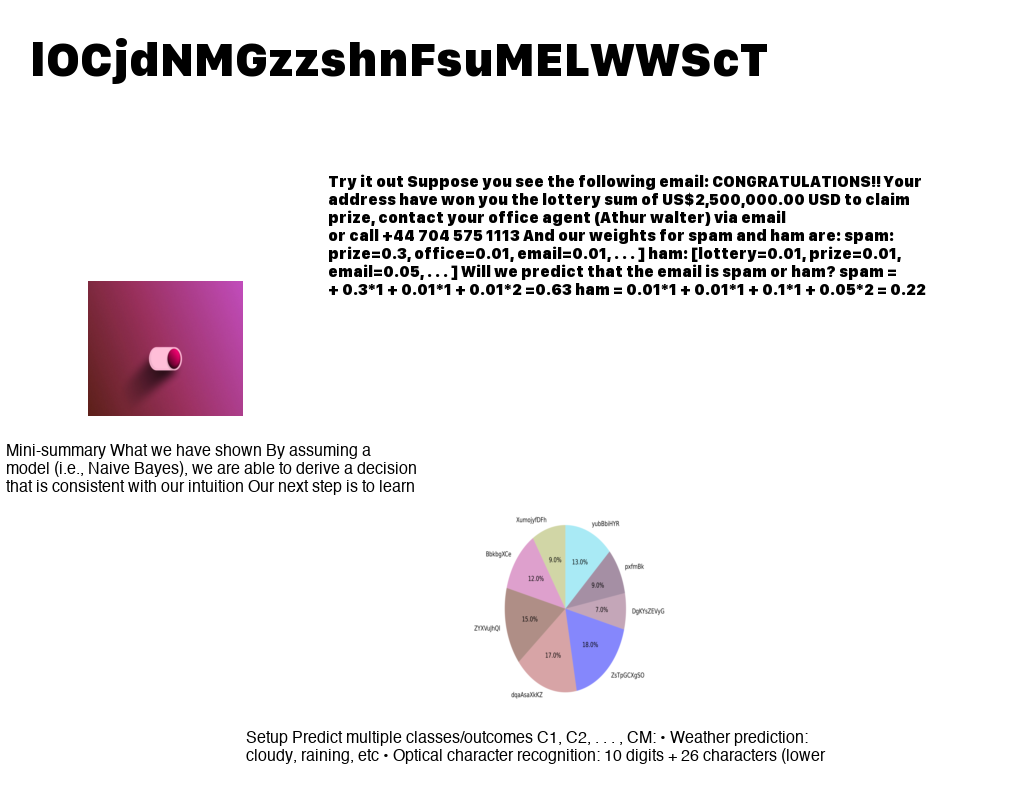 lOCjdNMGzzshnFsuMELWWScT
Try it out Suppose you see the following email: CONGRATULATIONS!! Your
address have won you the lottery sum of US$2,500,000.00 USD to claim
prize, contact your office agent (Athur walter) via email
or call +44 704 575 1113 And our weights for spam and ham are: spam:
prize=0.3, office=0.01, email=0.01, . . . ] ham: [lottery=0.01, prize=0.01,
email=0.05, . . . ] Will we predict that the email is spam or ham? spam =
+ 0.3*1 + 0.01*1 + 0.01*2 =0.63 ham = 0.01*1 + 0.01*1 + 0.1*1 + 0.05*2 = 0.22
Mini-summary What we have shown By assuming a
model (i.e., Naive Bayes), we are able to derive a decision
that is consistent with our intuition Our next step is to learn
XumojyfDFh
yubBbiHYR
BbkbgXCe
9.0%
13.0%
pxfmBk
12.0%
9.0%
7.0%
DgKYsZEVyG
15.0%
ZYXVujhQI
18.0%
17.0%
ZsTpGCXgSO
dqaAsaXkKZ
Setup Predict multiple classes/outcomes C1, C2, . . . , CM: • Weather prediction:
cloudy, raining, etc • Optical character recognition: 10 digits + 26 characters (lower